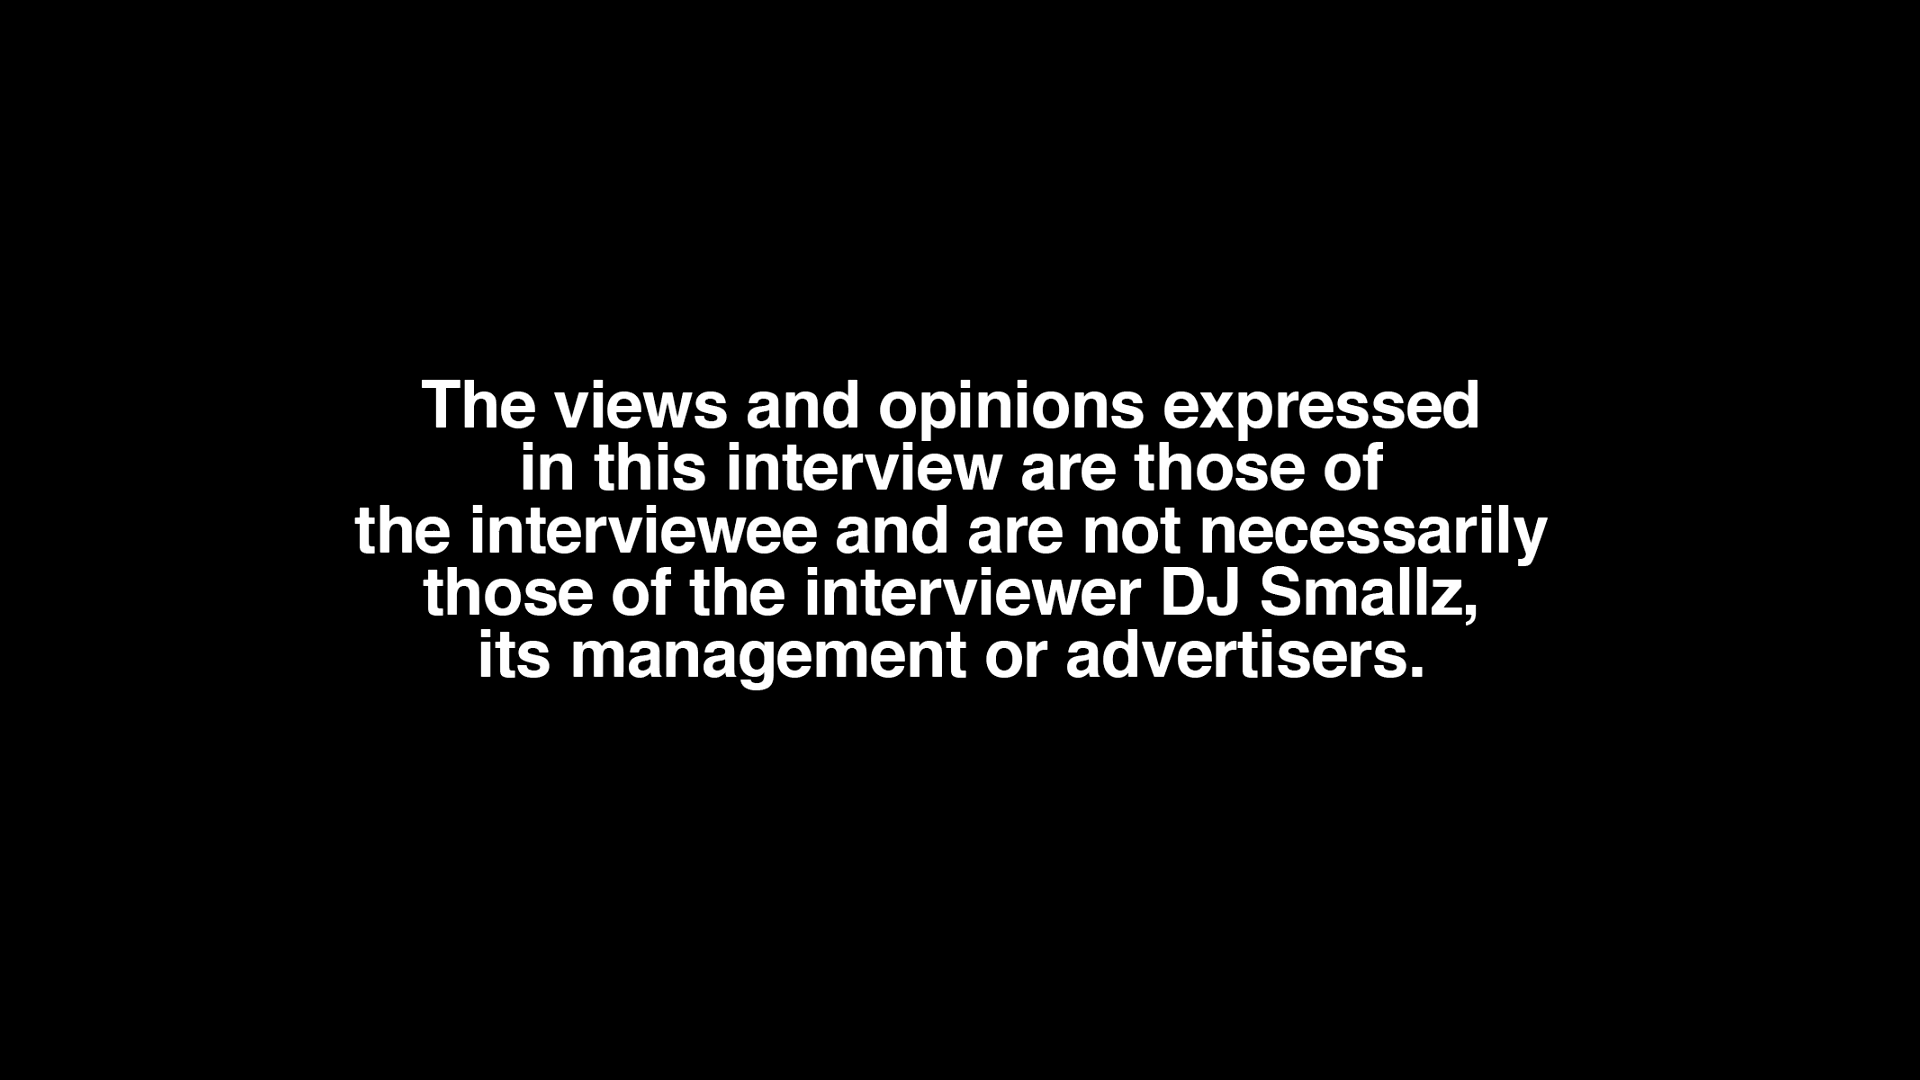 The views and opinions expressed
in this interview are those of
the interviewee and are not necessarily
those of the interviewer DJ Smallz,
its management or advertisers.